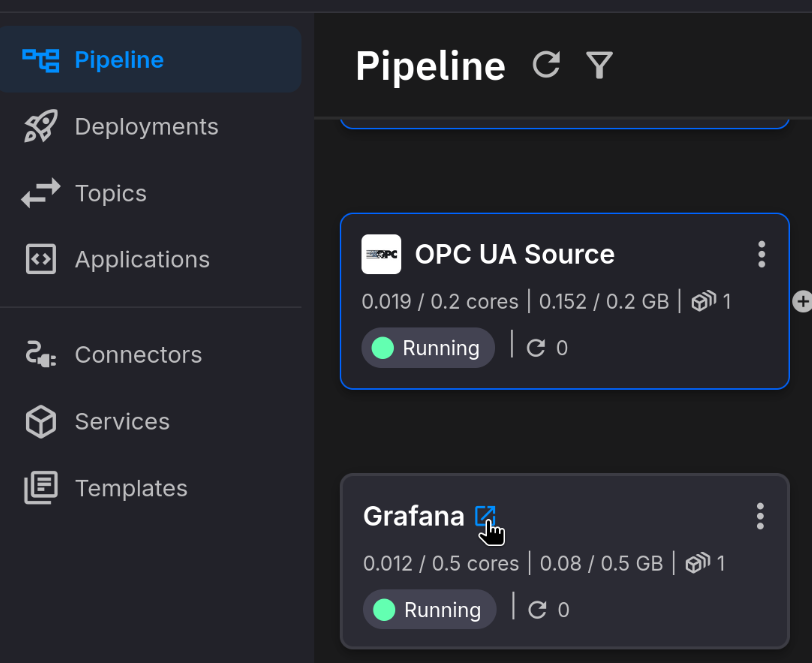 Pipeline
Deployments
Topics
Applications
Connectors
Services
Templates
Pipeline
OPC
OPC UA Source
0.019 / 0.2 cores | 0.152 / 0.2 GB | 1
Running | 0
Grafana
0.012 / 0.5 cores | 0.08 / 0.5 GB | 1
Running | 0